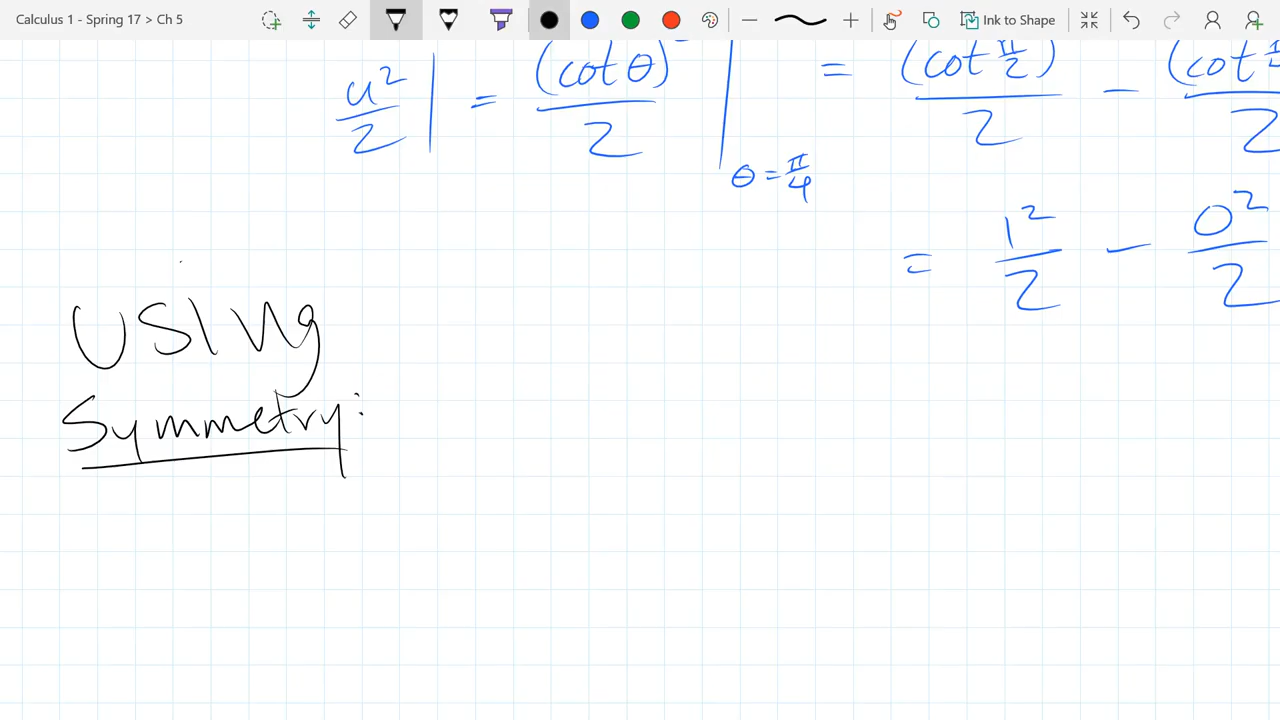 Calculus 1 - Spring 17 > Ch 5
Ink to Shape
u²/2 | = (cot θ)/2 | θ = π/4 = (cot π/2)/2 - (cot π/2
= 1²/2 - 0²/2
USING
Symmetry: